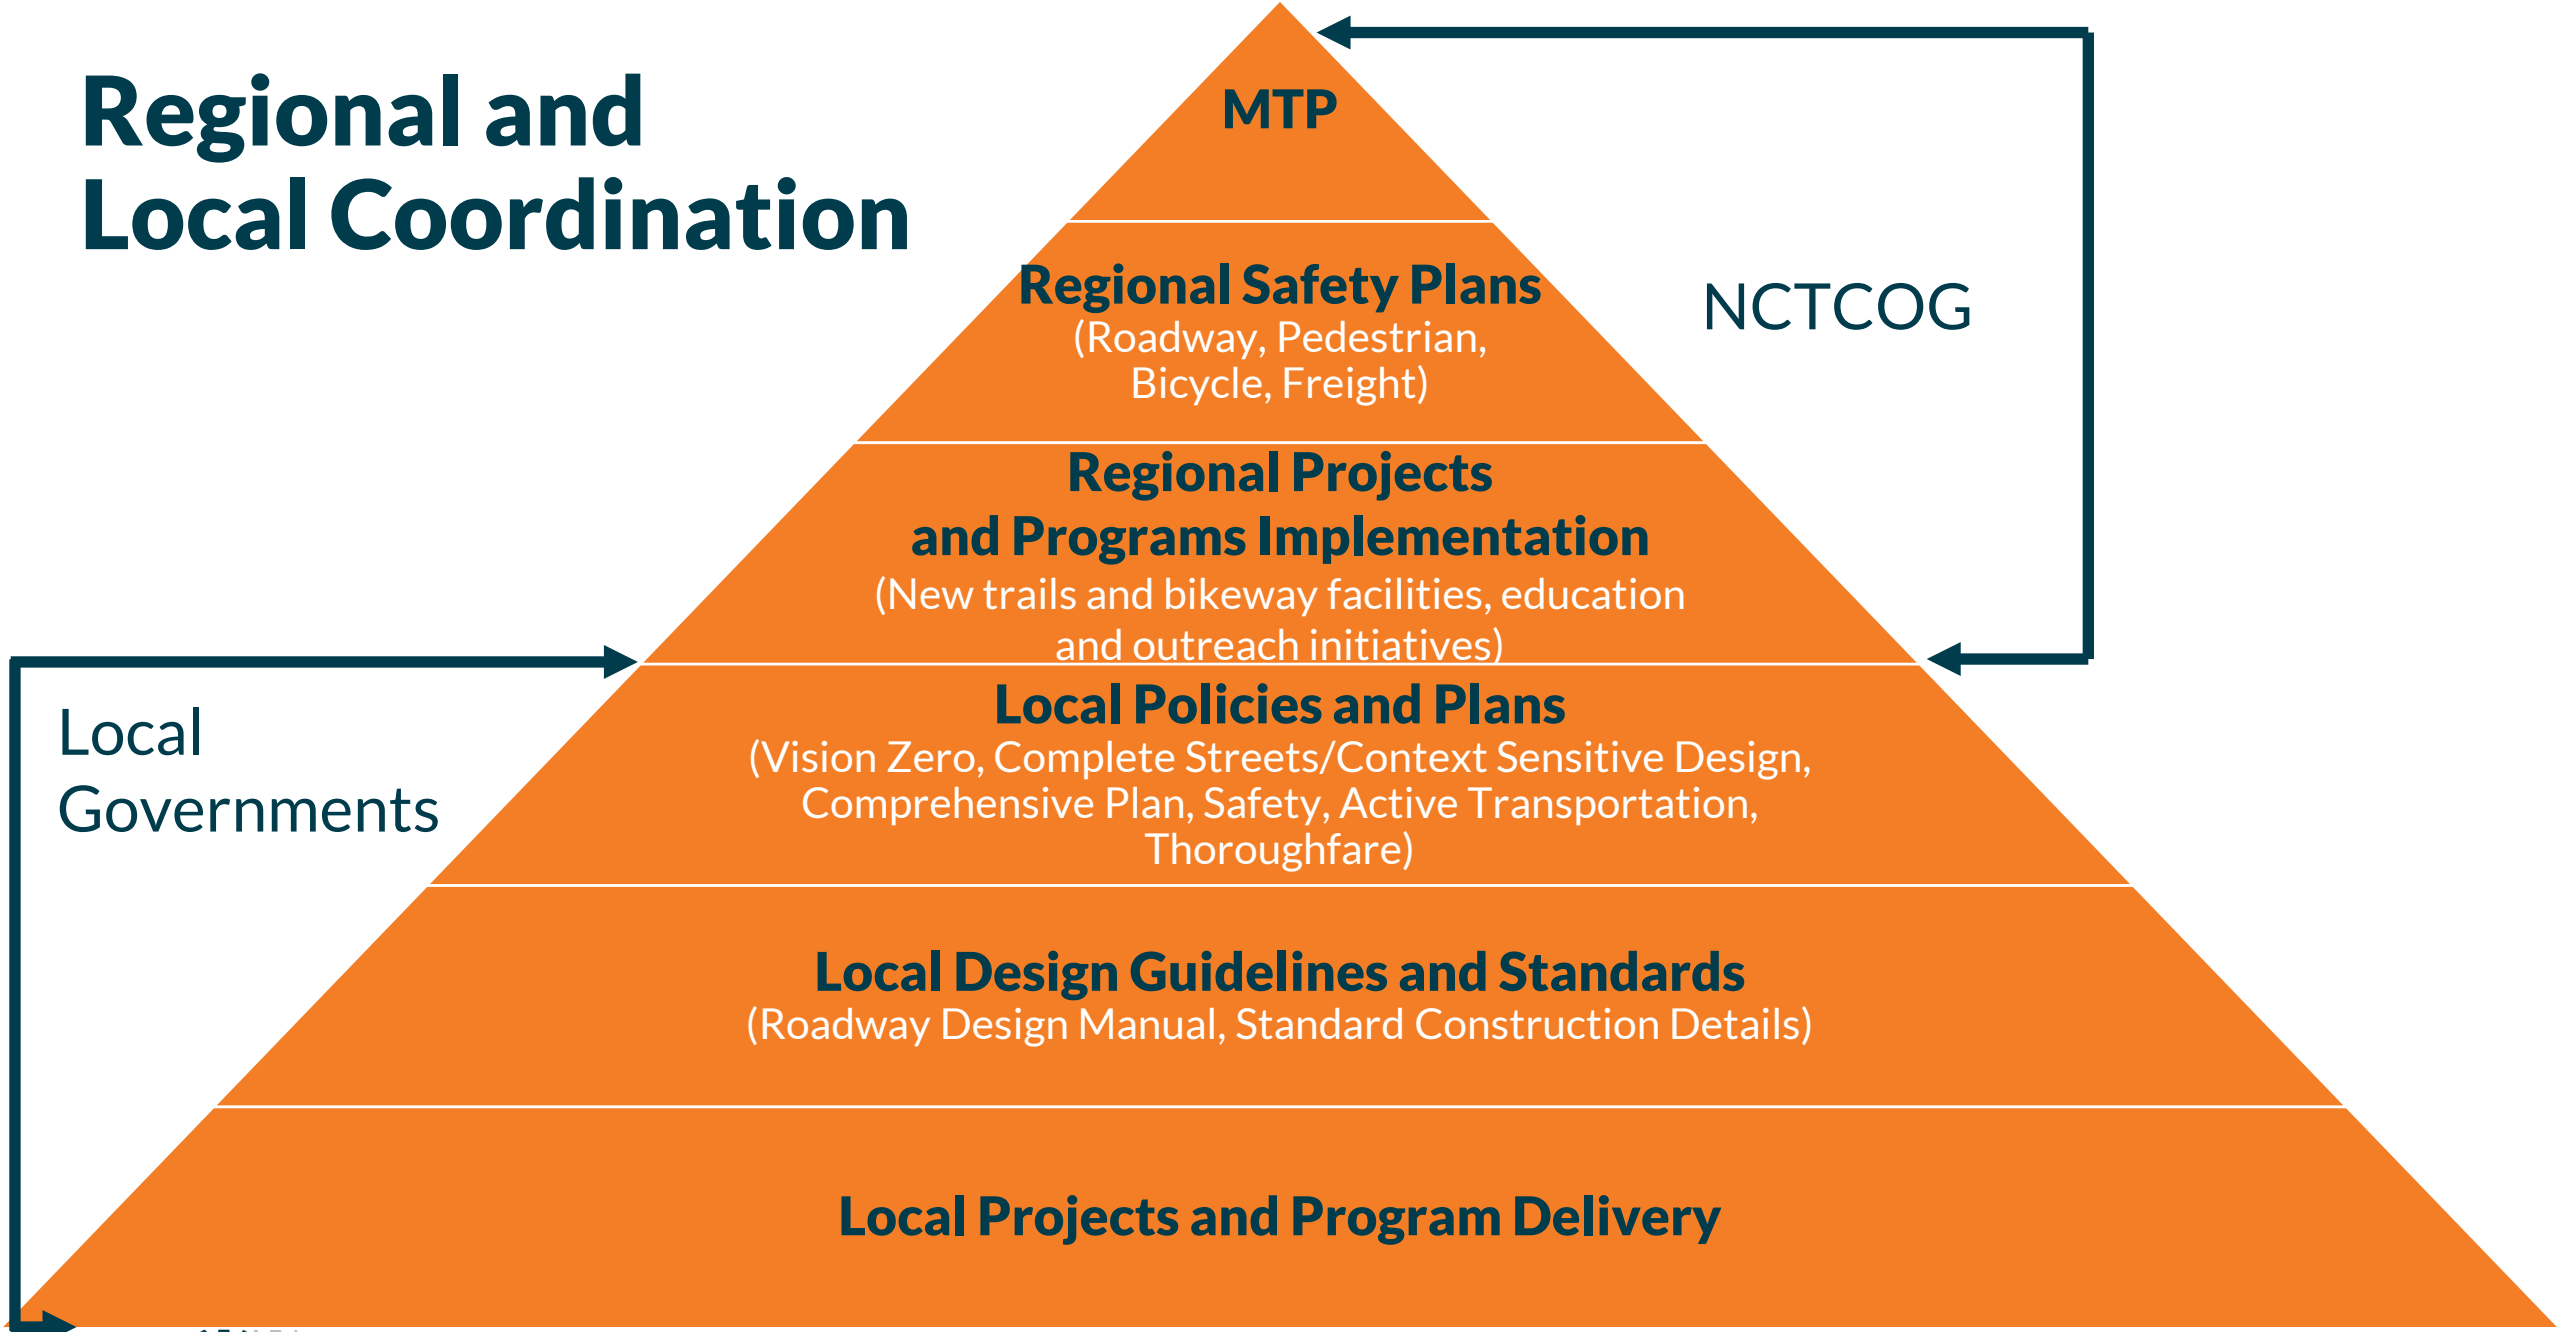 Regional and
Local Coordination
MTP
Regional Safety Plans
(Roadway, Pedestrian,
Bicycle, Freight)
NCTCOG
Regional Projects
and Programs Implementation
(New trails and bikeway facilities, education
and outreach initiatives)
Local
Governments
Local Policies and Plans
(Vision Zero, Complete Streets/Context Sensitive Design,
Comprehensive Plan, Safety, Active Transportation,
Thoroughfare)
Local Design Guidelines and Standards
(Roadway Design Manual, Standard Construction Details)
Local Projects and Program Delivery